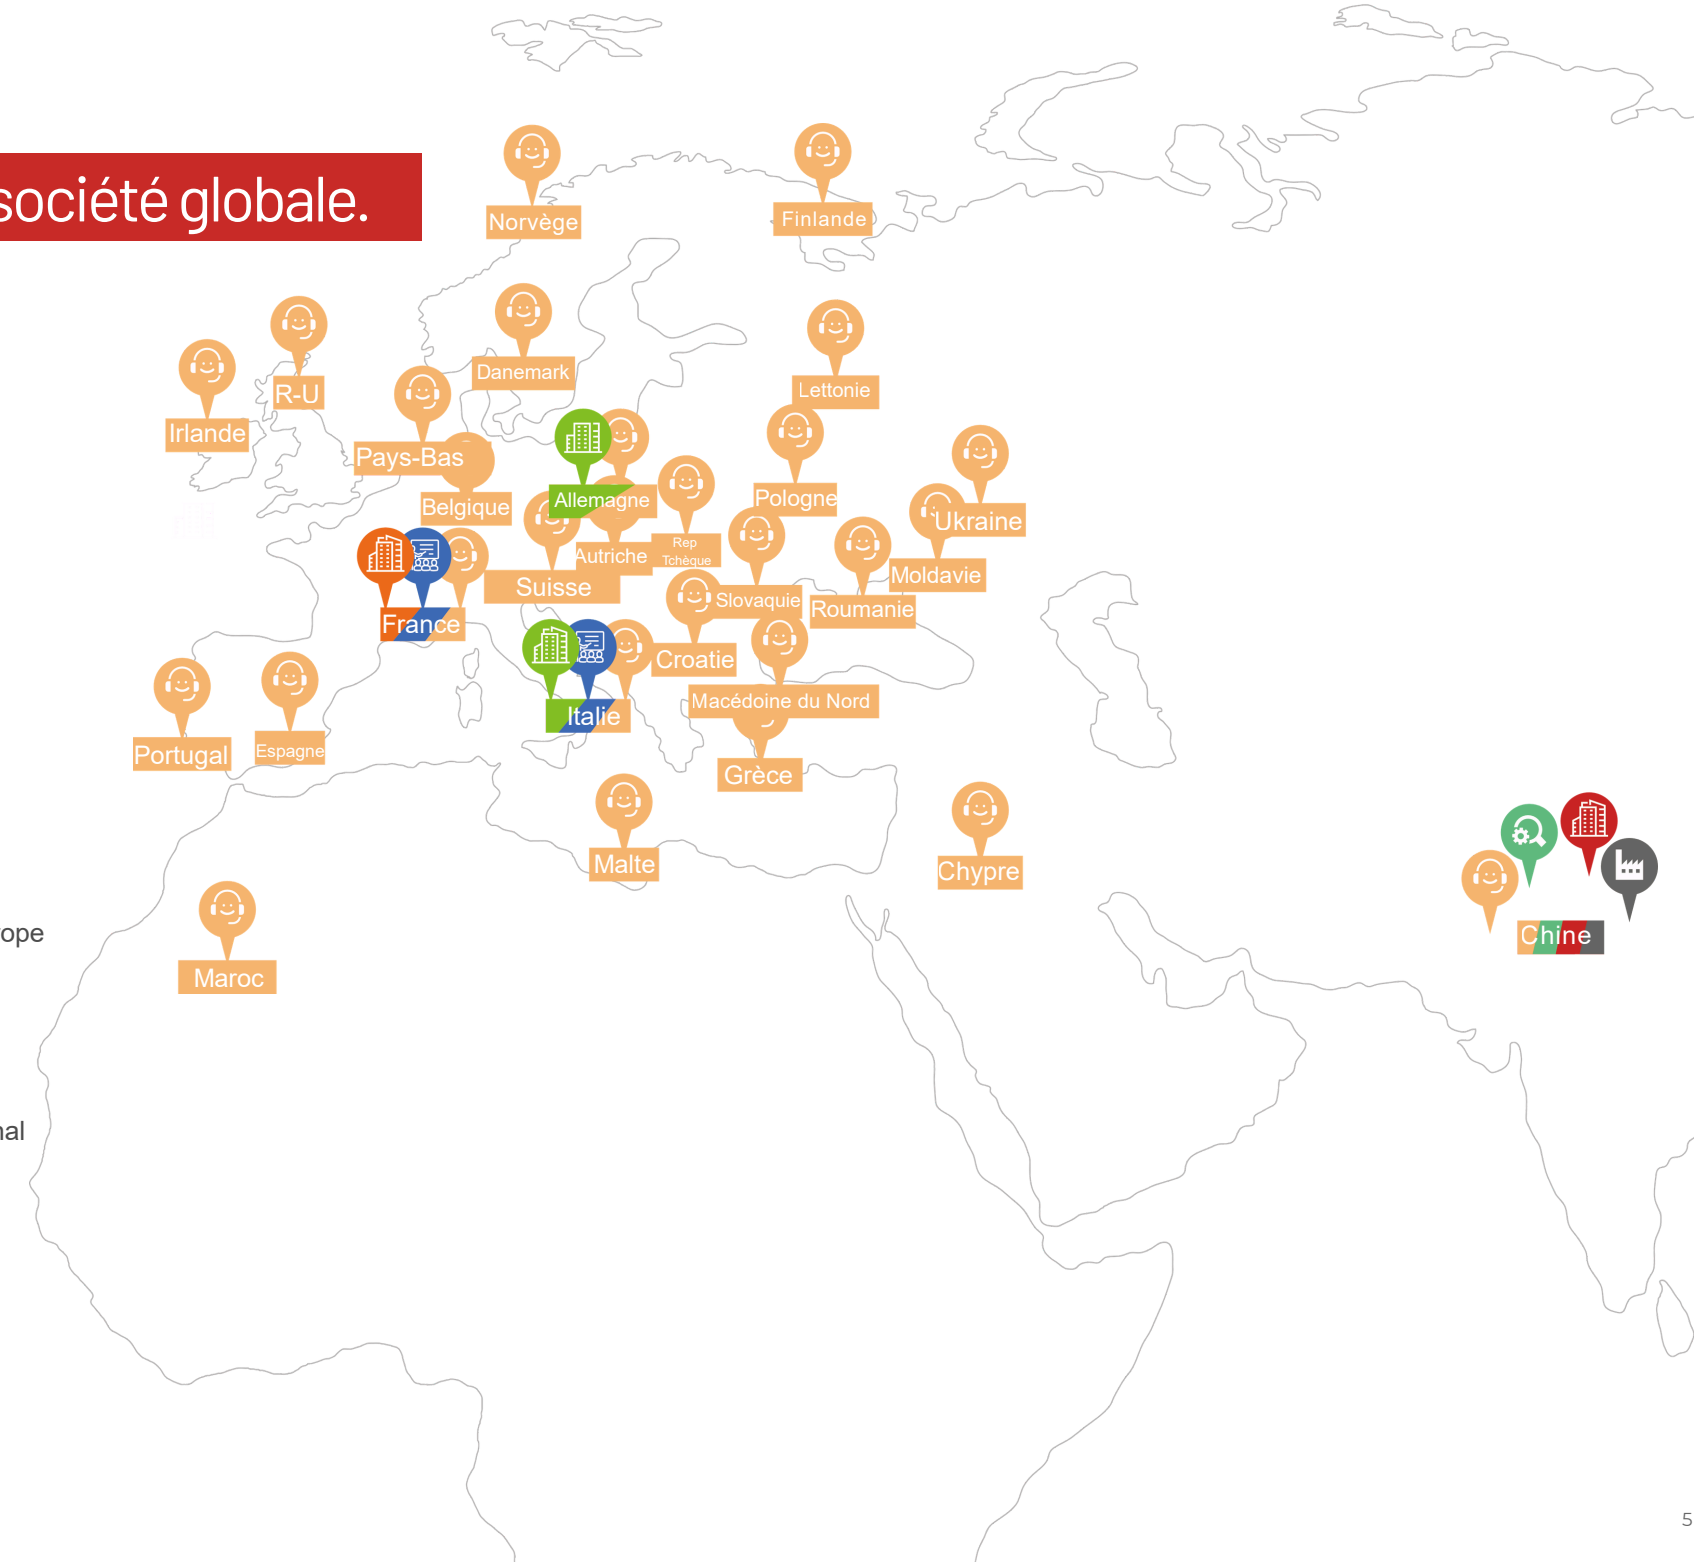 société globale.
Norvège
Finlande
Danemark
R-U
Lettonie
Irlande
Pays-Bas
Allemagne
Pologne
Belgique
Ukraine
Autriche
Rep
Tchèque
Suisse
Moldavie
Slovaquie
Roumanie
France
Croatie
Macédoine du Nord
Italie
Portugal
Espagne
Grèce
Malte
Chypre
Chine
ope
Maroc
nal
5